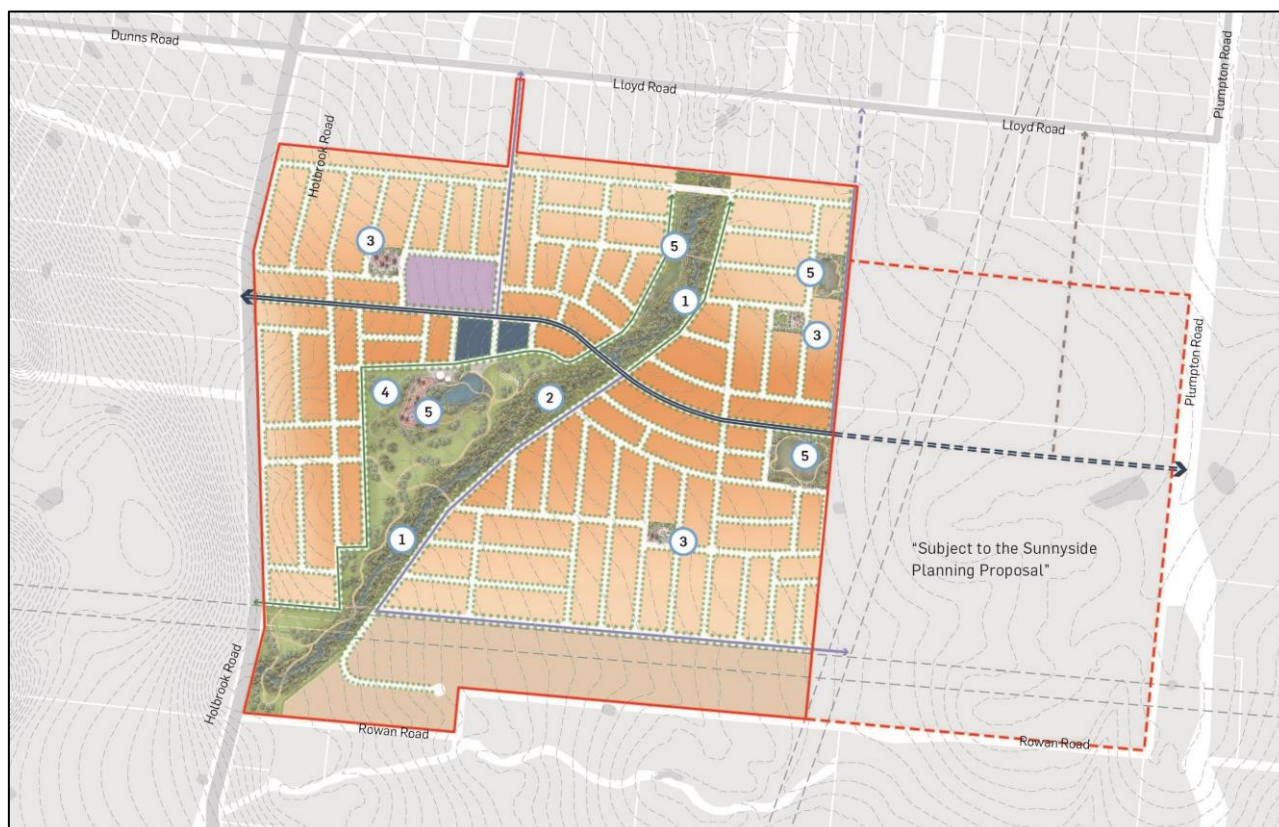 Dunns Road
Lloyd Road
Plumpton Road
Lloyd Road
Holbrook Road
3
5
5
1
3
Plumpton Road
4
2
5
5
1
3
"Subject to the Sunnyside
Planning Proposal"
Holbrook Road
Rowan Road
Rowan Road